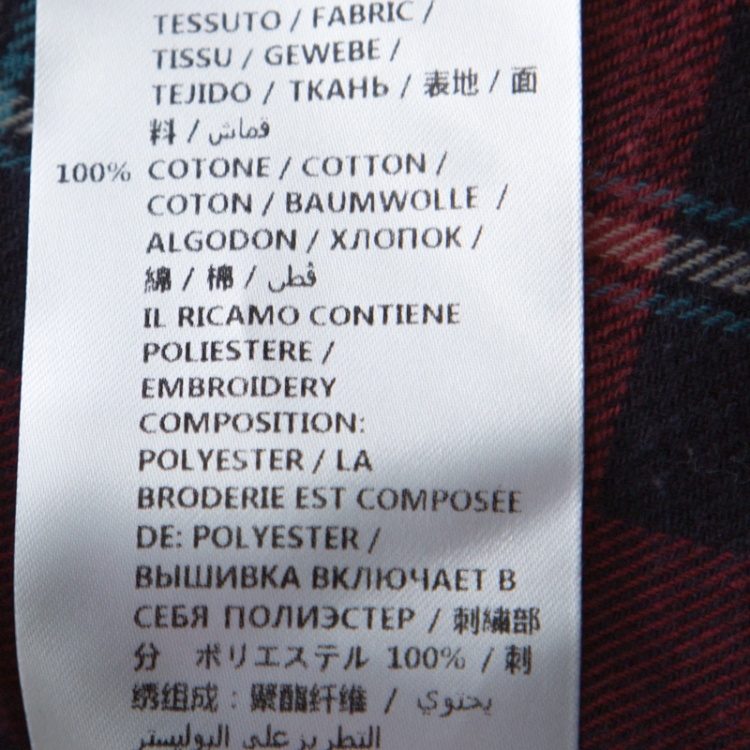 TESSUTO / FABRIC /
TISSU / GEWEBE /
TEJIDO / ТКАНЬ / 表地 / 面
料 / قماش
100% COTONE / COTTON /
COTON / BAUMWOLLE /
ALGODON / ХЛОПОК /
綿 / 棉 / قطن
IL RICAMO CONTIENE
POLIESTERE /
EMBROIDERY
COMPOSITION:
POLYESTER / LA
BRODERIE EST COMPOSÉE
DE: POLYESTER /
ВЫШИВКА ВКЛЮЧАЕТ В
СЕБЯ ПОЛИЭСТЕР / 刺繍部
分 ポリエステル 100% / 刺
绣组成：聚酯纤维 / يحتوي
التطريز على البوليستر